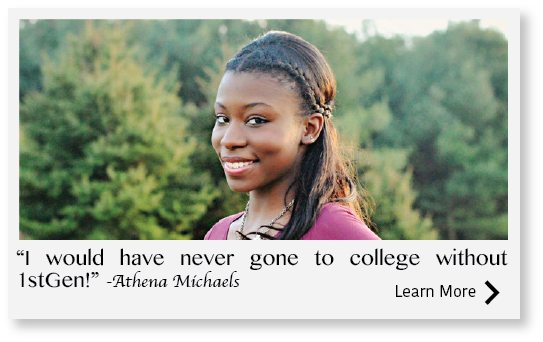 “I would have never gone to college without
1stGen!” -Athena Michaels
Learn More